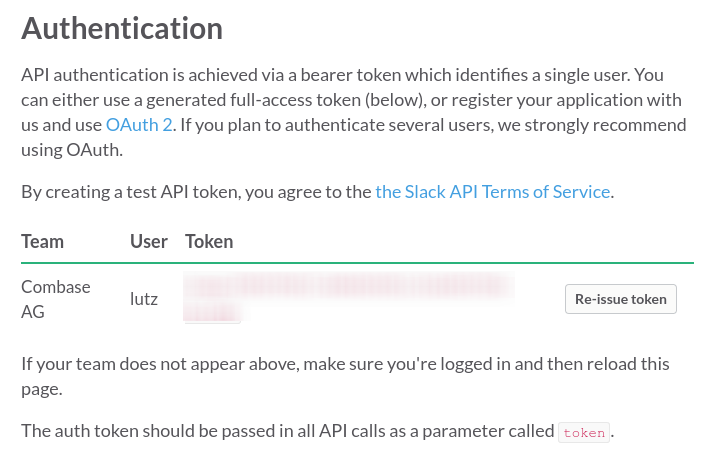 Authentication
API authentication is achieved via a bearer token which identifies a single user. You
can either use a generated full-access token (below), or register your application with
us and use OAuth 2. If you plan to authenticate several users, we strongly recommend
using OAuth.
By creating a test API token, you agree to the the Slack API Terms of Service.
Team User Token
Combase
AG
lutz
Re-issue token
If your team does not appear above, make sure you're logged in and then reload this
page.
The auth token should be passed in all API calls as a parameter called token.